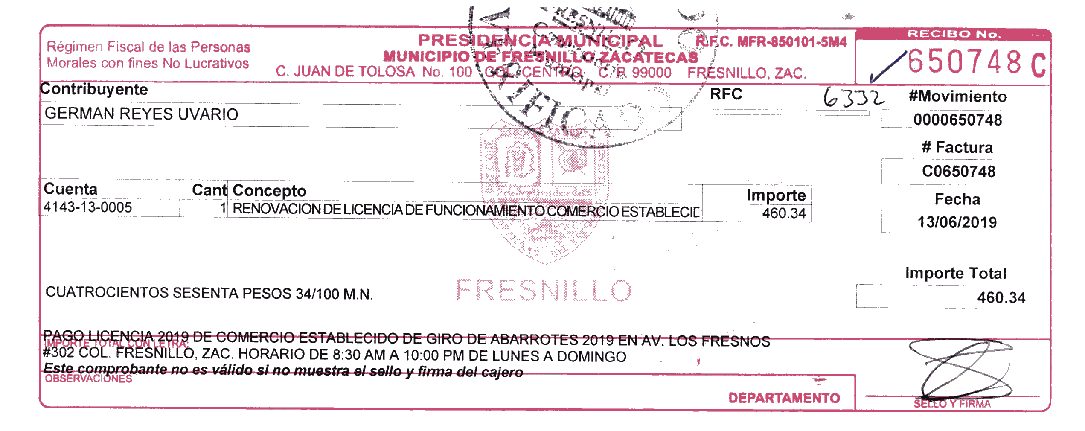 Régimen Fiscal de las Personas
Morales con fines No Lucrativos
PRESIDENCIA MUNICIPAL R.F.C. MFR-850101-5M4
MUNICIPIO DE FRESNILLO ZACATECAS
C. JUAN DE TOLOSA No. 100 COL. CENTRO C.P. 99000 FRESNILLO, ZAC.
RECIBO No.
650748 C
Contribuyente
RFC
6332
#Movimiento
GERMAN REYES UVARIO
0000650748
# Factura
C0650748
Cuenta Cant Concepto Importe
Fecha
4143-13-0005 1 RENOVACION DE LICENCIA DE FUNCIONAMIENTO COMERCIO ESTABLECID 460.34
13/06/2019
FRESNILLO
Importe Total
CUATROCIENTOS SESENTA PESOS 34/100 M.N.
460.34
PAGO LICENCIA 2019 DE COMERCIO ESTABLECIDO DE GIRO DE ABARROTES 2019 EN AV. LOS FRESNOS
IMPORTE TOTAL CON LETRA:
#302 COL. FRESNILLO, ZAC. HORARIO DE 8:30 AM A 10:00 PM DE LUNES A DOMINGO
Este comprobante no es válido si no muestra el sello y firma del cajero
OBSERVACIONES
DEPARTAMENTO
SELLO Y FIRMA